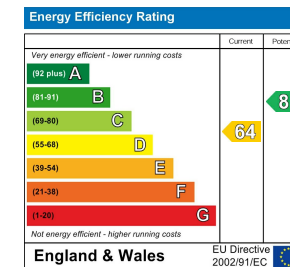 Energy Efficiency Rating
Current
Very energy efficient - lower running costs
(92 plus) A
(81-91) B
(69-80) C
64
(55-68) D
(39-54) E
(21-38) F
(1-20) G
Not energy efficient - higher running costs
England & Wales
EU Directive
2002/91/EC